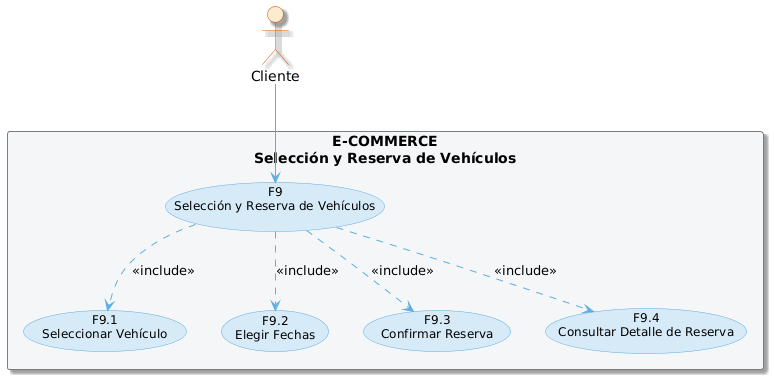 Cliente
E-COMMERCE
Selección y Reserva de Vehículos
F9
Selección y Reserva de Vehículos
«include»
«include»
«include»
«include»
F9.1
Seleccionar Vehículo
F9.2
Elegir Fechas
F9.3
Confirmar Reserva
F9.4
Consultar Detalle de Reserva